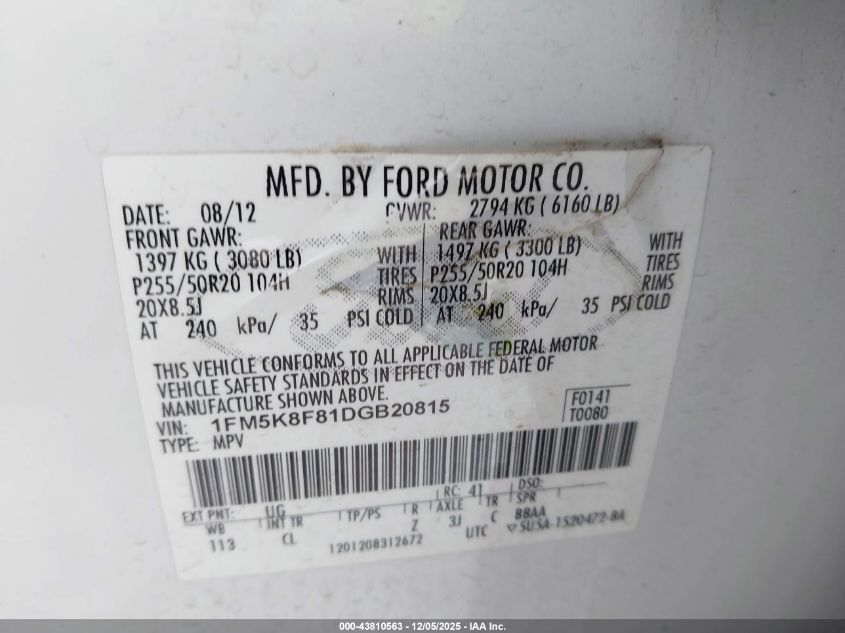 MFD. BY FORD MOTOR CO.
DATE: 08/12 GVWR: 2794 KG ( 6160 LB)
FRONT GAWR: REAR GAWR:
1397 KG ( 3080 LB) WITH 1497 KG ( 3300 LB) WITH
P255/50R20 104H TIRES P255/50R20 104H TIRES
20X8.5J RIMS 20X8.5J RIMS
AT 240 kPa/ 35 PSI COLD AT 240 kPa/ 35 PSI COLD
THIS VEHICLE CONFORMS TO ALL APPLICABLE FEDERAL MOTOR
VEHICLE SAFETY STANDARDS IN EFFECT ON THE DATE OF
MANUFACTURE SHOWN ABOVE.
VIN: 1FM5K8F81DGB20815 F0141
TYPE: MPV T0080
EXT PNT: UG RC: 41 DSO:
WB INT TR TP/PS R AXLE TR SPR
113 CL Z 3J C BBAA
1201208312672 UTC ▽5U5A-1520472-BA
000-43810563 - 12/05/2025 - IAA Inc.